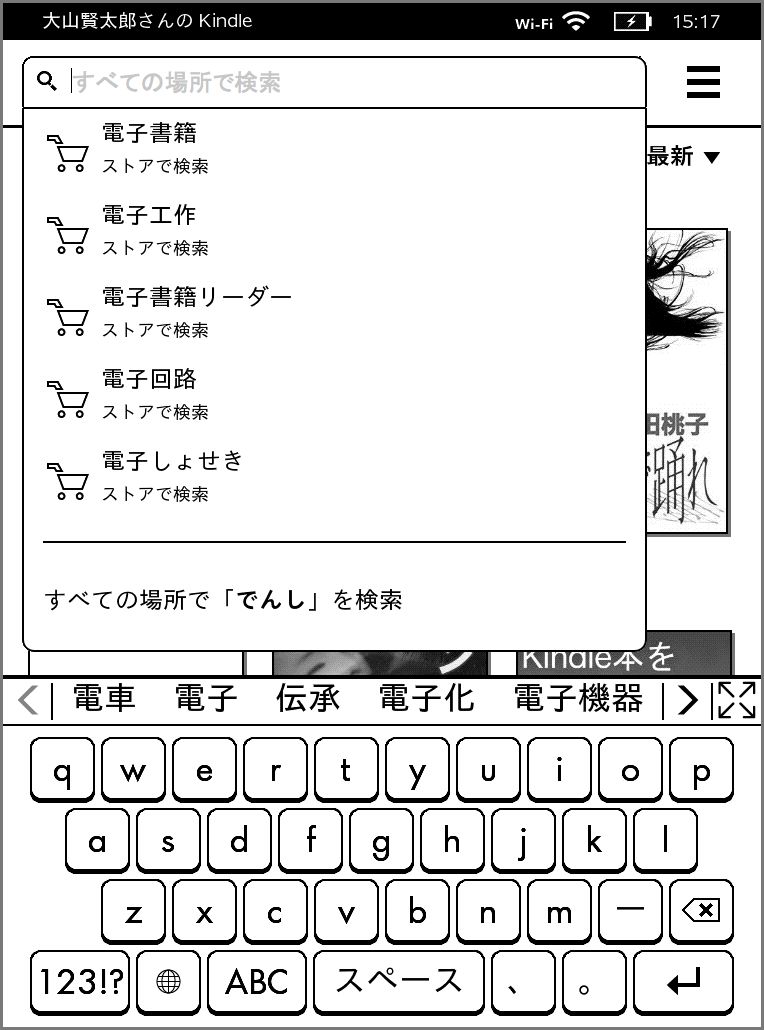 大山賢太郎さんの Kindle Wi-Fi 15:17
すべての場所で検索
電子書籍
ストアで検索
最新 ▼
電子工作
ストアで検索
電子書籍リーダー
ストアで検索
電子回路
ストアで検索
田桃子
踊れ
電子しょせき
ストアで検索
すべての場所で「でんし」を検索
Kindle本を
電車 電子 伝承 電子化 電子機器
q w e r t y u i o p
a s d f g h j k l
z x c v b n m ー
123!? ABC スペース 、 。